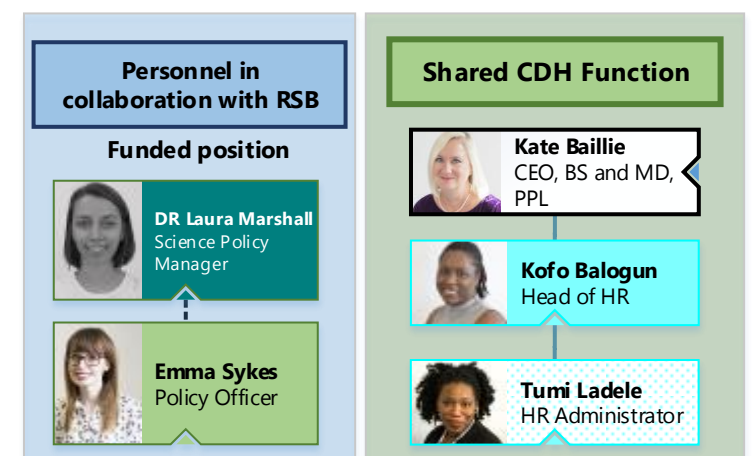 Personnel in
collaboration with RSB
Funded position
DR Laura Marshall
Science Policy
Manager
Emma Sykes
Policy Officer
Shared CDH Function
Kate Baillie
CEO, BS and MD,
PPL
Kofo Balogun
Head of HR
Tumi Ladele
HR Administrator